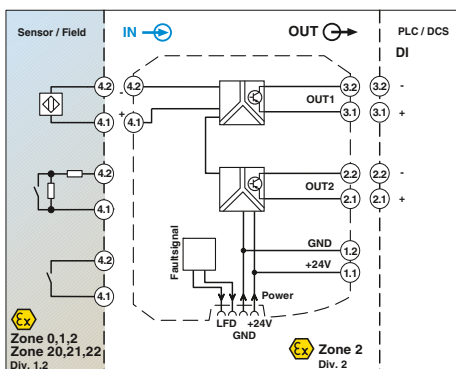 Sensor / Field
IN
OUT
PLC / DCS
DI
4.2
4.2
-
3.2
3.2
-
OUT1
4.1
+
4.1
3.1
3.1
+
4.2
2.2
2.2
-
OUT2
4.1
2.1
2.1
+
Faultsignal
GND
1.2
4.2
+24V
1.1
4.1
Power
LFD
+24V
GND
Ex
Zone 0,1,2
Zone 20,21,22
Div. 1,2
Ex
Zone 2
Div. 2